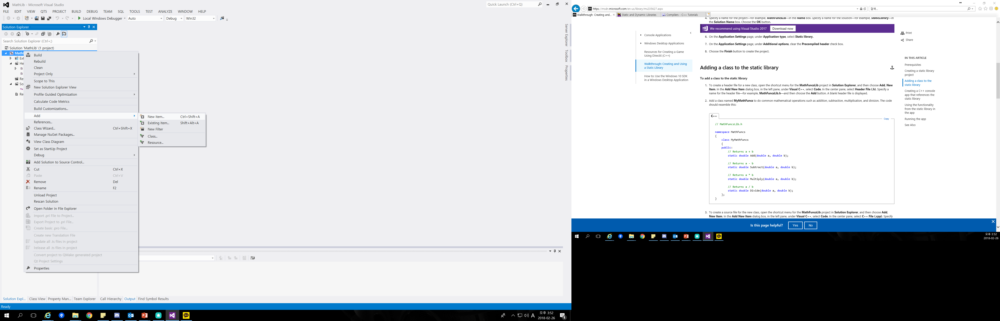 MathLib - Microsoft Visual Studio
Quick Launch (Ctrl+Q)
FILE EDIT VIEW QT5 PROJECT BUILD DEBUG TEAM SQL TOOLS TEST ANALYZE WINDOW HELP
Local Windows Debugger Auto Debug Win32
Solution Explorer
Search Solution Explorer (Ctrl+;)
Solution 'MathLib' (1 project)
Build
Rebuild
Clean
Project Only
Scope to This
New Solution Explorer View
Profile Guided Optimization
Calculate Code Metrics
Build Customizations...
Add
References...
Class Wizard... Ctrl+Shift+X
Manage NuGet Packages...
View Class Diagram
Set as StartUp Project
Debug
Add Solution to Source Control...
Cut Ctrl+X
Paste Ctrl+V
Remove Del
Rename F2
Unload Project
Rescan Solution
Open Folder in File Explorer
Import .pri File to Project...
Export Project to .pri File...
Create basic .pro File...
Create new Translation File
lupdate all .ts files in project
lrelease all .ts files in project
Convert project to QMake generated project
Qt Project Settings
Properties
New Item... Ctrl+Shift+A
Existing Item... Shift+Alt+A
New Filter
Class...
Resource...
Server Explorer
Toolbox
Properties
Solution Expl... Class View Property Man... Team Explorer
Call Hierarchy Output Find Symbol Results
Ready
A
오후 3:52
2018-02-26
4
https://msdn.microsoft.com/en-us/library/ms235627.aspx
검색...
Walkthrough: Creating and...
Static and Dynamic Libraries
Compilers - C++ Tutorials
4. Specify a name for the project—for example, MathFuncsLib—in the Name box. Specify a name for the solution—for example, StaticLibrary—in
the Solution Name box. Choose the OK button.
We recommend using Visual Studio 2017 Download now
6. On the Application Settings page, under Application type, select Static library.
7. On the Application Settings page, under Additional options, clear the Precompiled header check box.
8. Choose the Finish button to create the project.
Console Applications
Windows Desktop Applications
Resources for Creating a Game
Using DirectX (C++)
Walkthrough: Creating and Using
a Static Library
How to: Use the Windows 10 SDK
in a Windows Desktop Application
Adding a class to the static library
To add a class to the static library
1. To create a header file for a new class, open the shortcut menu for the MathFuncsLib project in Solution Explorer, and then choose Add, New
Item. In the Add New Item dialog box, in the left pane, under Visual C++, select Code. In the center pane, select Header File (.h). Specify a
name for the header file—for example, MathFuncsLib.h—and then choose the Add button. A blank header file is displayed.
2. Add a class named MyMathFuncs to do common mathematical operations such as addition, subtraction, multiplication, and division. The code
should resemble this:
C++
Copy
// MathFuncsLib.h
namespace MathFuncs
{
class MyMathFuncs
{
public:
// Returns a + b
static double Add(double a, double b);
// Returns a - b
static double Subtract(double a, double b);
// Returns a * b
static double Multiply(double a, double b);
// Returns a / b
static double Divide(double a, double b);
};
}
3. To create a source file for the new class, open the shortcut menu for the MathFuncsLib project in Solution Explorer, and then choose Add,
New Item. In the Add New Item dialog box, in the left pane, under Visual C++, select Code. In the center pane, select C++ File (.cpp). Specify
Print
Share
IN THIS ARTICLE
Prerequisites
Creating a static library
project
Adding a class to the
static library
Creating a C++ console
app that references the
static library
Using the functionality
from the static library in
the app
Running the app
See Also
Is this page helpful? Yes No
오후 3:52
2018-02-26